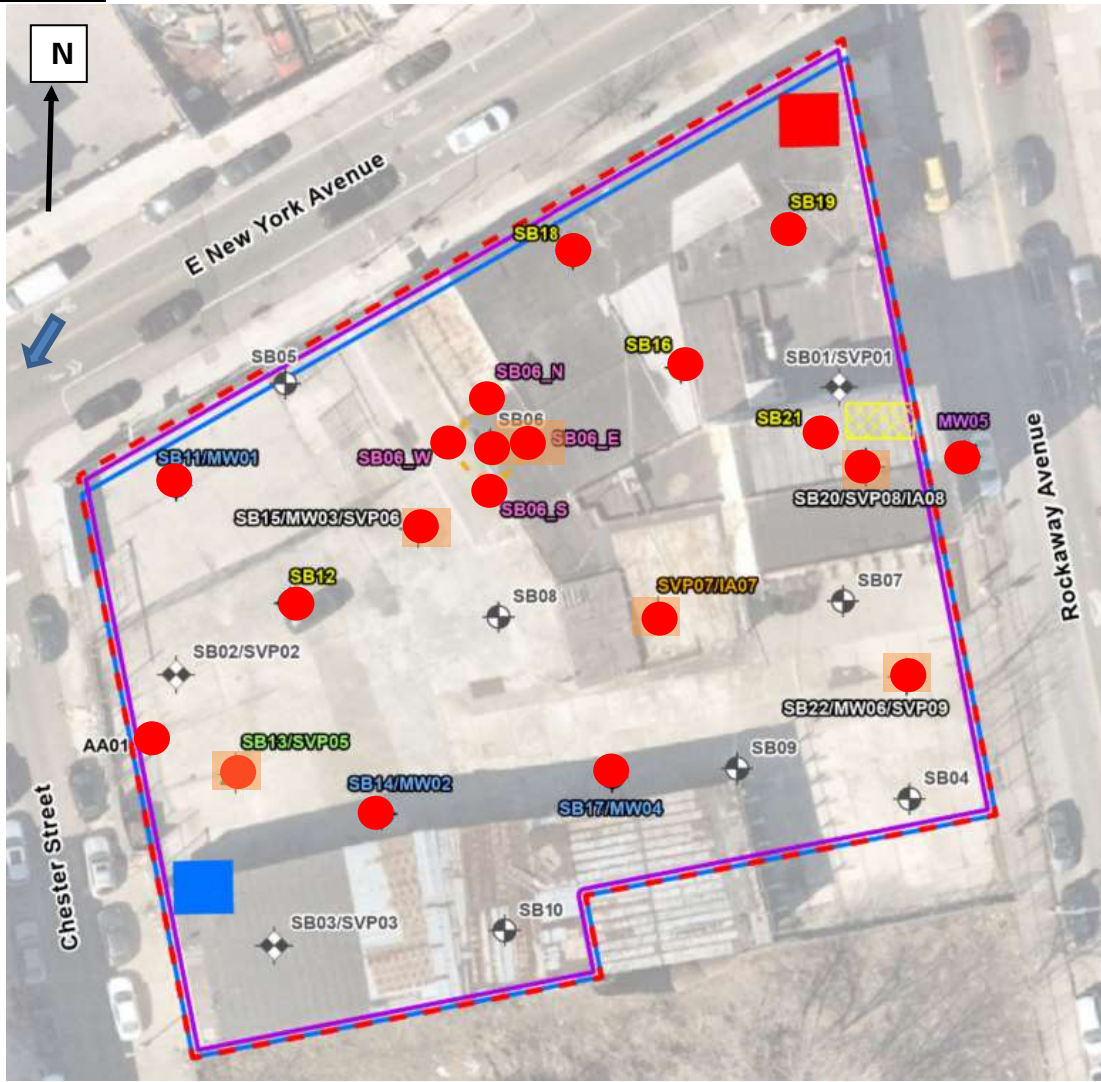 N
E New York Avenue
SB19
SB18
SB16
SB01/SVP01
SB05
SB06_N
SB06
SB21
MW05
SB06_W
SB06_E
SB11/MW01
SB20/SVP08/IA08
SB06_S
SB15/MW03/SVP06
Rockaway Avenue
SB12
SVP07/IA07
SB07
SB08
SB02/SVP02
SB22/MW06/SVP09
AA01
SB13/SVP05
SB09
SB04
SB14/MW02
SB17/MW04
Chester Street
SB10
SB03/SVP03